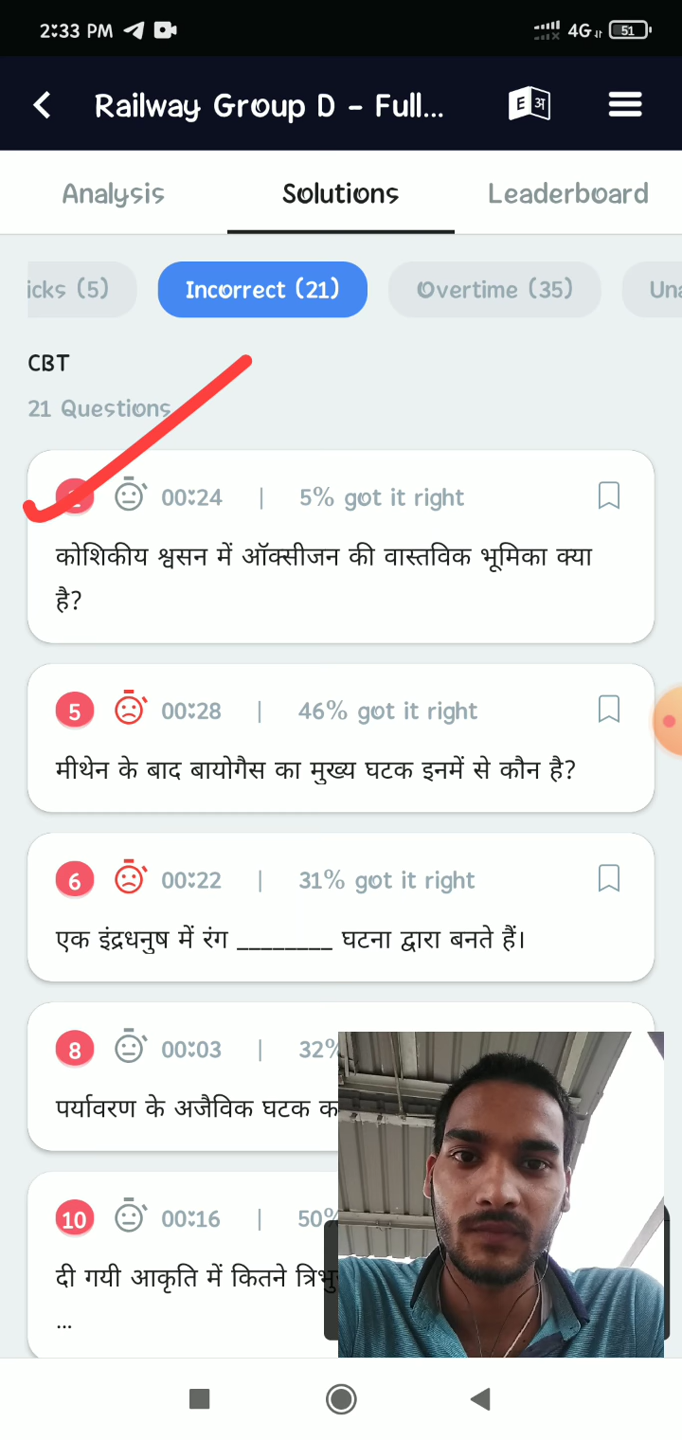 2:33 PM
4G
51
Railway Group D - Full...
E अ
Analysis
Solutions
Leaderboard
icks (5)
Incorrect (21)
Overtime (35)
Una
CBT
21 Questions
00:24 | 5% got it right
कोशिकीय श्वसन में ऑक्सीजन की वास्तविक भूमिका क्या
है?
5 00:28 | 46% got it right
मीथेन के बाद बायोगैस का मुख्य घटक इनमें से कौन है?
6 00:22 | 31% got it right
एक इंद्रधनुष में रंग ________ घटना द्वारा बनते हैं।
8 00:03 | 32%
पर्यावरण के अजैविक घटक
10 00:16 | 50%
दी गयी आकृति में कितने
...